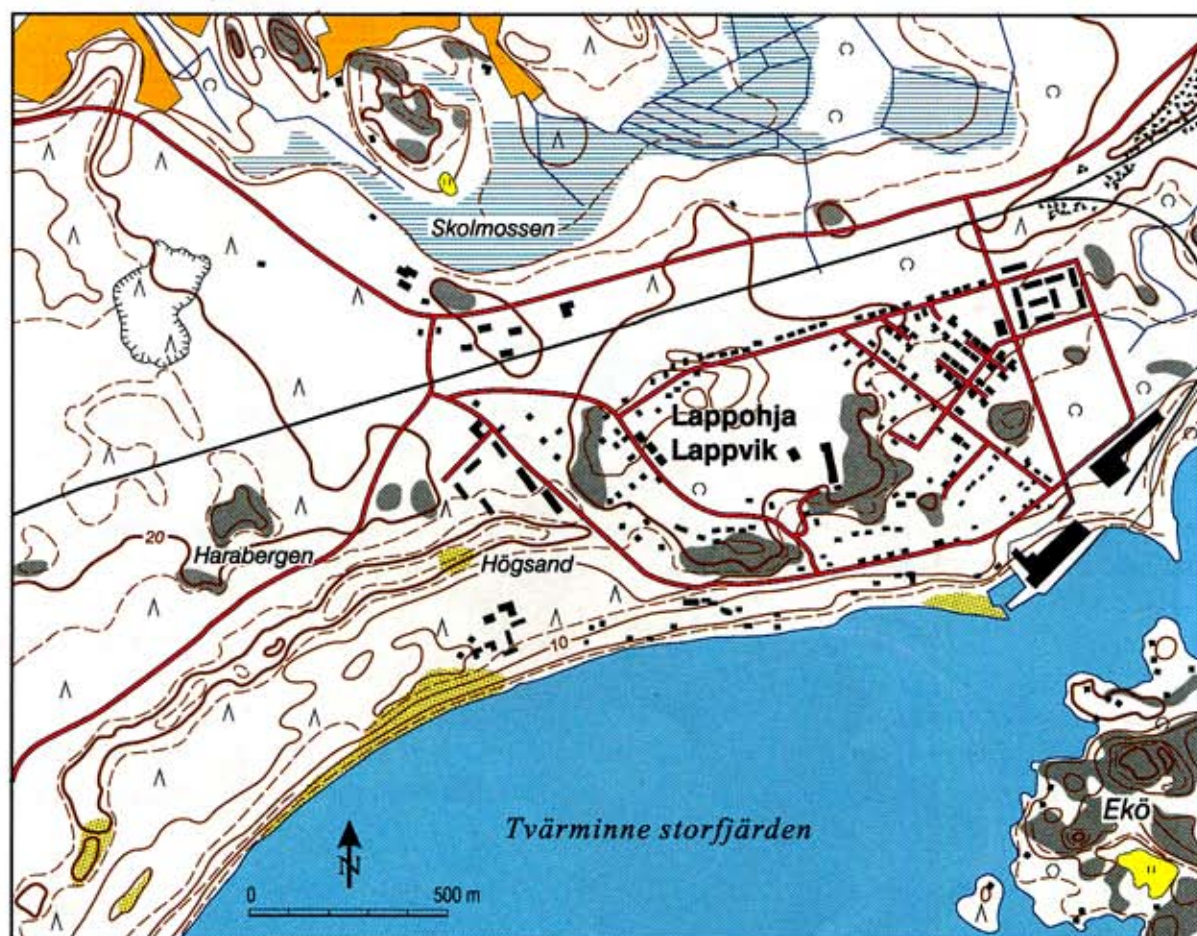 Skolmossen
Lappohja
Lappvik
20
Harabergen
Högsand
10
Ekö
Tvärminne storfjärden
N
0 500 m